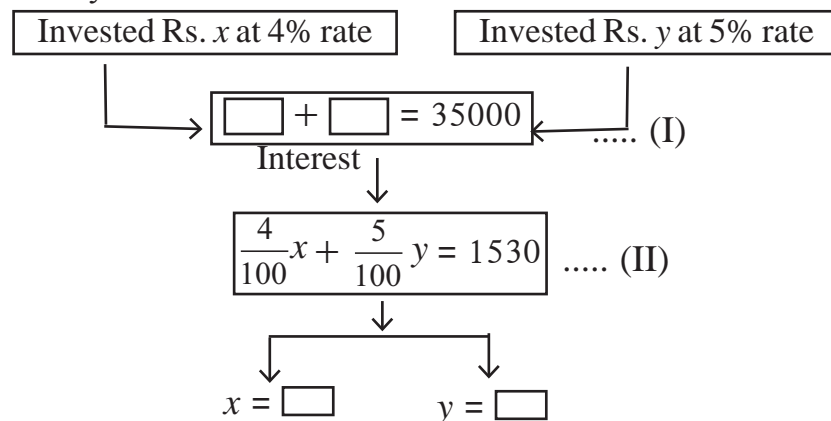 y
Invested Rs. x at 4% rate
Invested Rs. y at 5% rate
+ = 35000
..... (I)
Interest
4/100 x + 5/100 y = 1530 ..... (II)
x =
y =